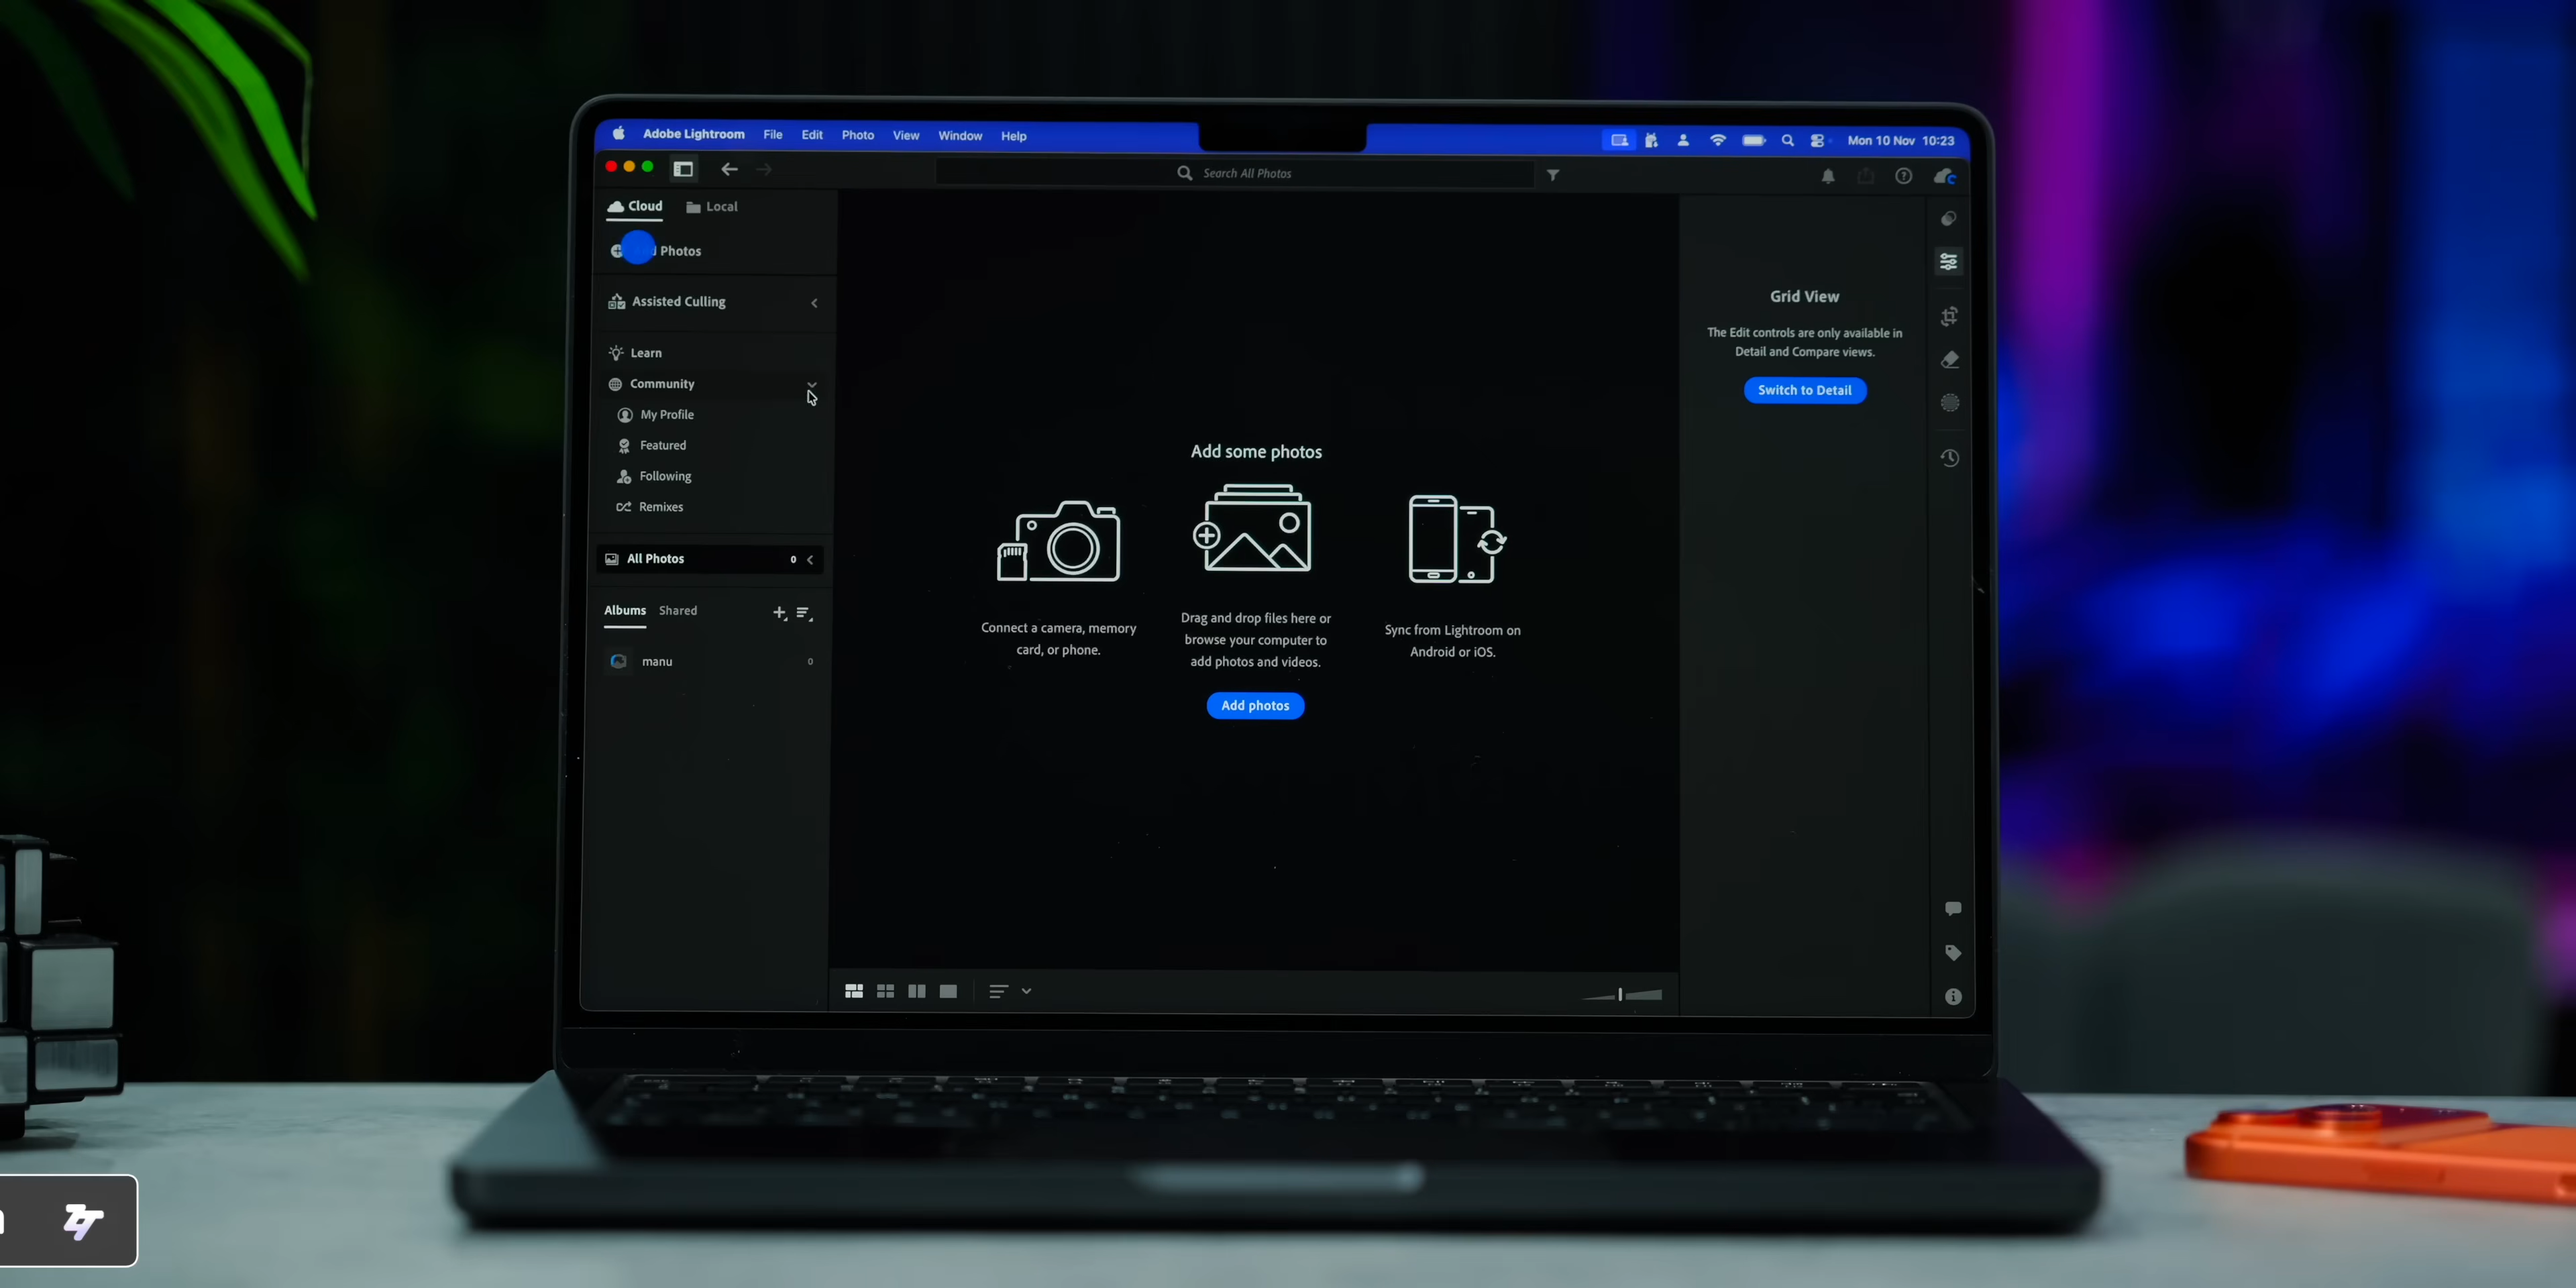 Adobe Lightroom File Edit Photo View Window Help
Mon 10 Nov 10:23
Search All Photos
Cloud Local
Photos
Assisted Culling
Learn
Community
My Profile
Featured
Following
Remixes
All Photos 0
Albums Shared
manu 0
Add some photos
Connect a camera, memory
card, or phone.
Drag and drop files here or
browse your computer to
add photos and videos.
Add photos
Sync from Lightroom on
Android or iOS.
Grid View
The Edit controls are only available in
Detail and Compare views.
Switch to Detail